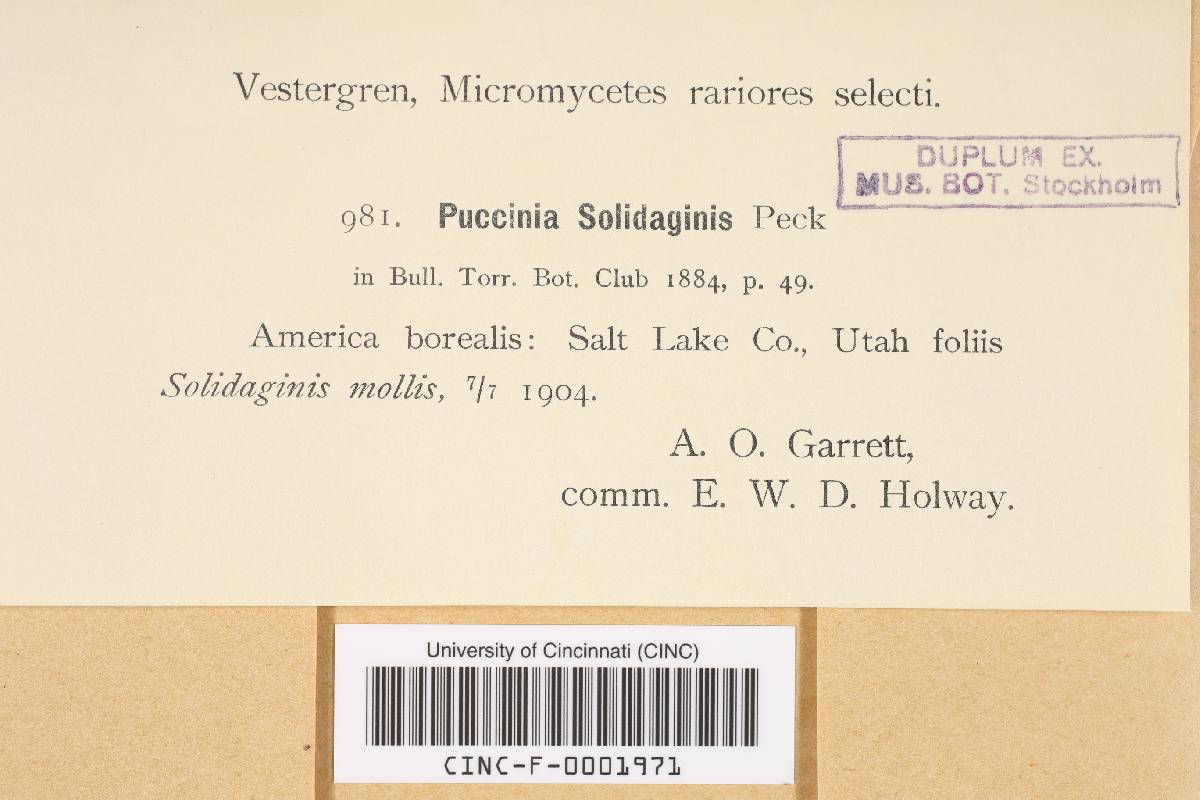 Vestergren, Micromycetes rariores selecti.
DUPLUM EX.
MUS. BOT. Stockholm
981. Puccinia Solidaginis Peck
in Bull. Torr. Bot. Club 1884, p. 49.
America borealis: Salt Lake Co., Utah foliis
Solidaginis mollis, 7/7 1904.
A. O. Garrett,
comm. E. W. D. Holway.
University of Cincinnati (CINC)
CINC-F-0001971